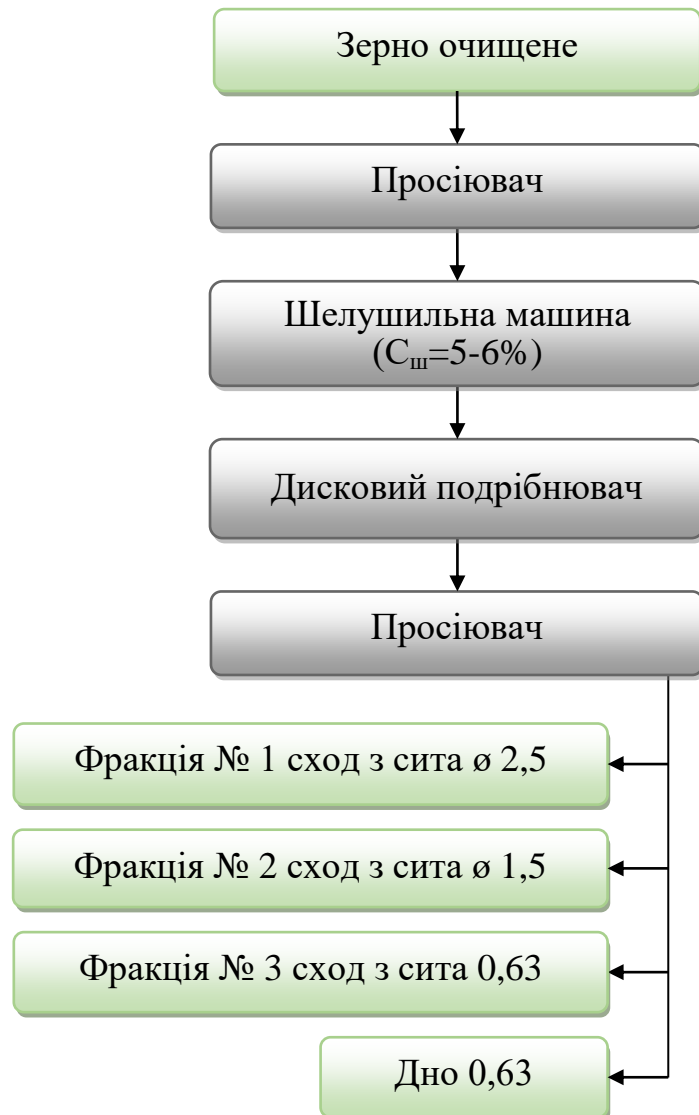 Зерно очищене
Просіювач
Шелушильна машина
(Сш=5-6%)
Дисковий подрібнювач
Просіювач
Фракція № 1 сход з сита ø 2,5
Фракція № 2 сход з сита ø 1,5
Фракція № 3 сход з сита 0,63
Дно 0,63